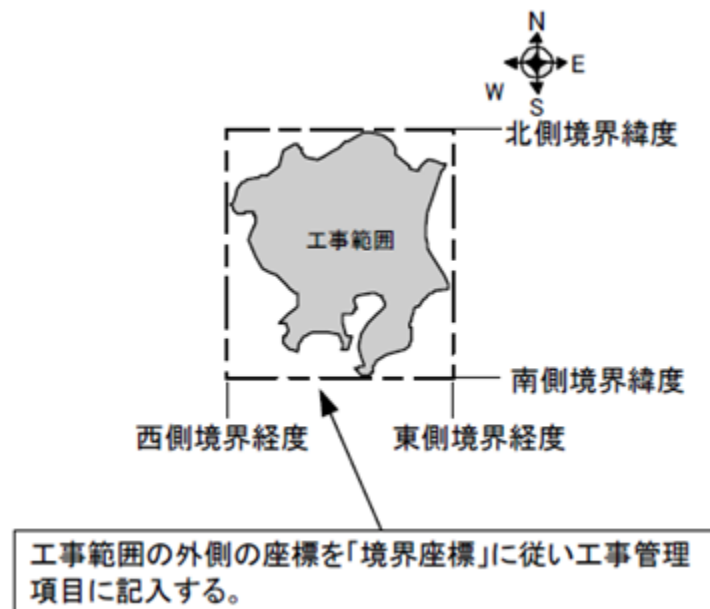 N
W
E
S
北側境界緯度
工事範囲
南側境界緯度
西側境界経度
東側境界経度
工事範囲の外側の座標を｢境界座標｣に従い工事管理
項目に記入する。